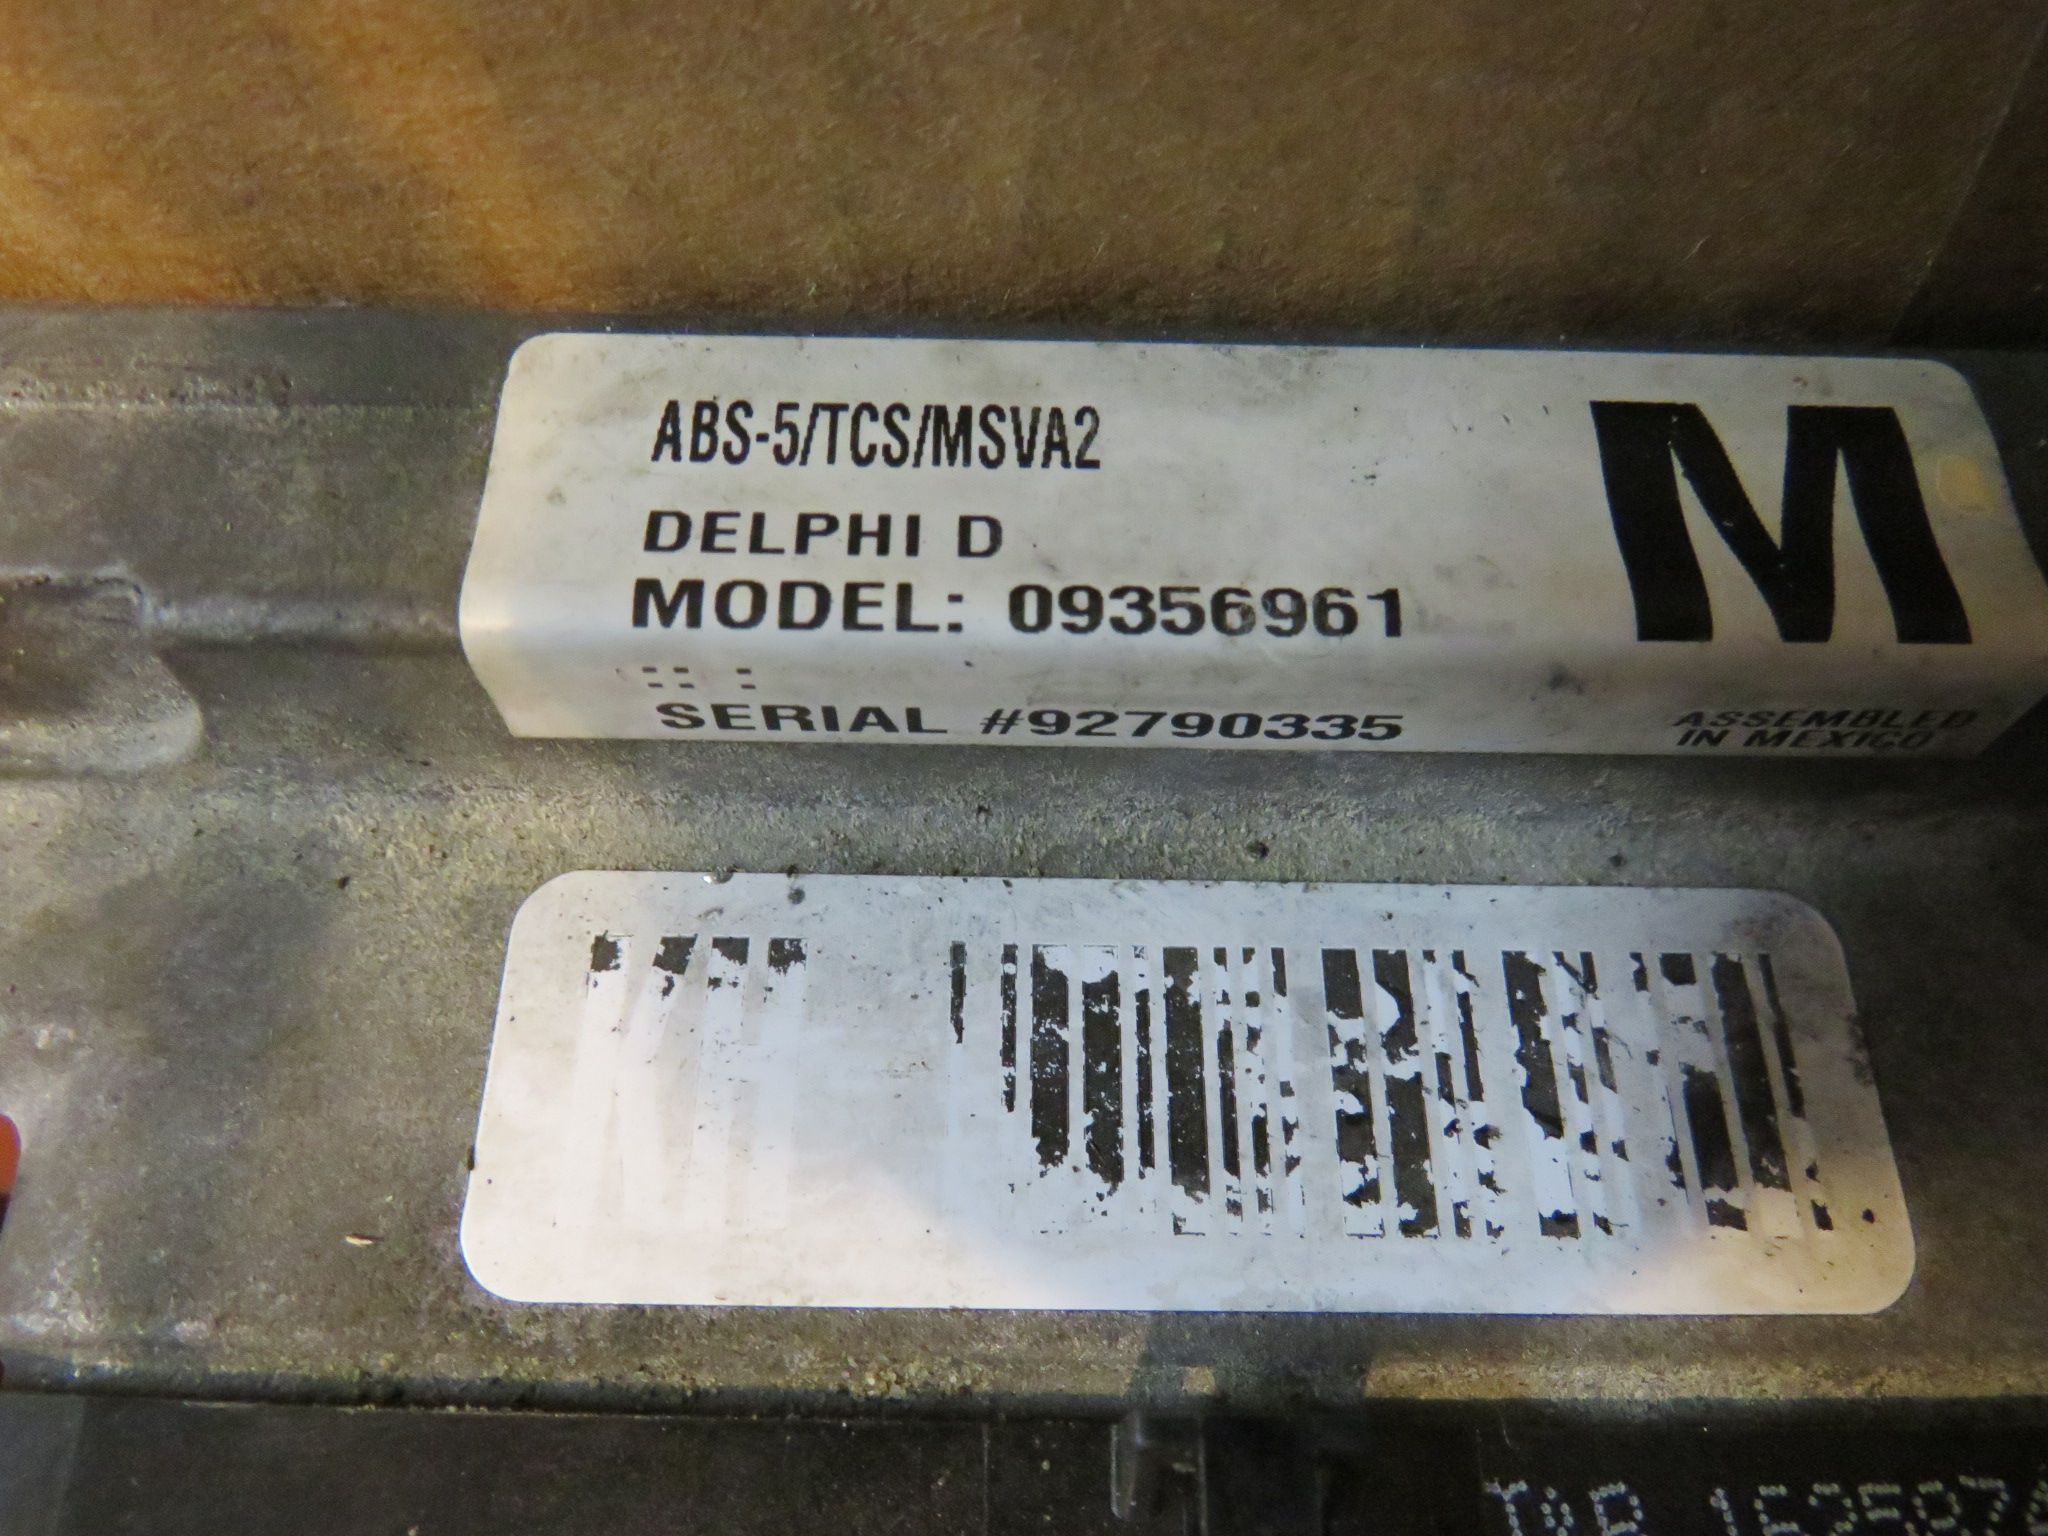 ABS-5/TCS/MSVA2
M
DELPHI D
MODEL: 09356961
SERIAL #92790335
ASSEMBLED
IN MEXICO